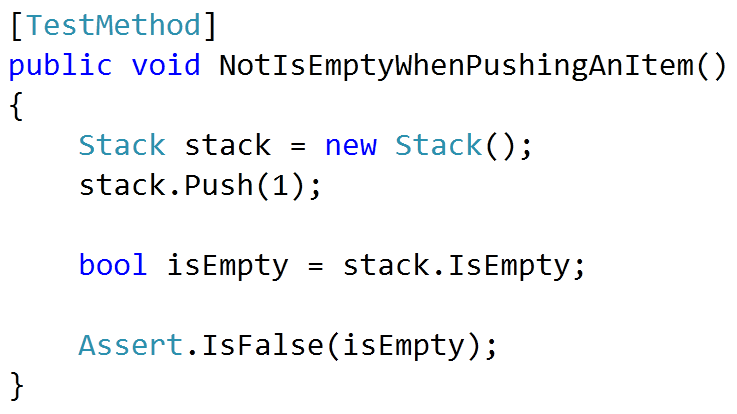 [TestMethod]
public void NotIsEmptyWhenPushingAnItem()
{
    Stack stack = new Stack();
    stack.Push(1);

    bool isEmpty = stack.IsEmpty;

    Assert.IsFalse(isEmpty);
}